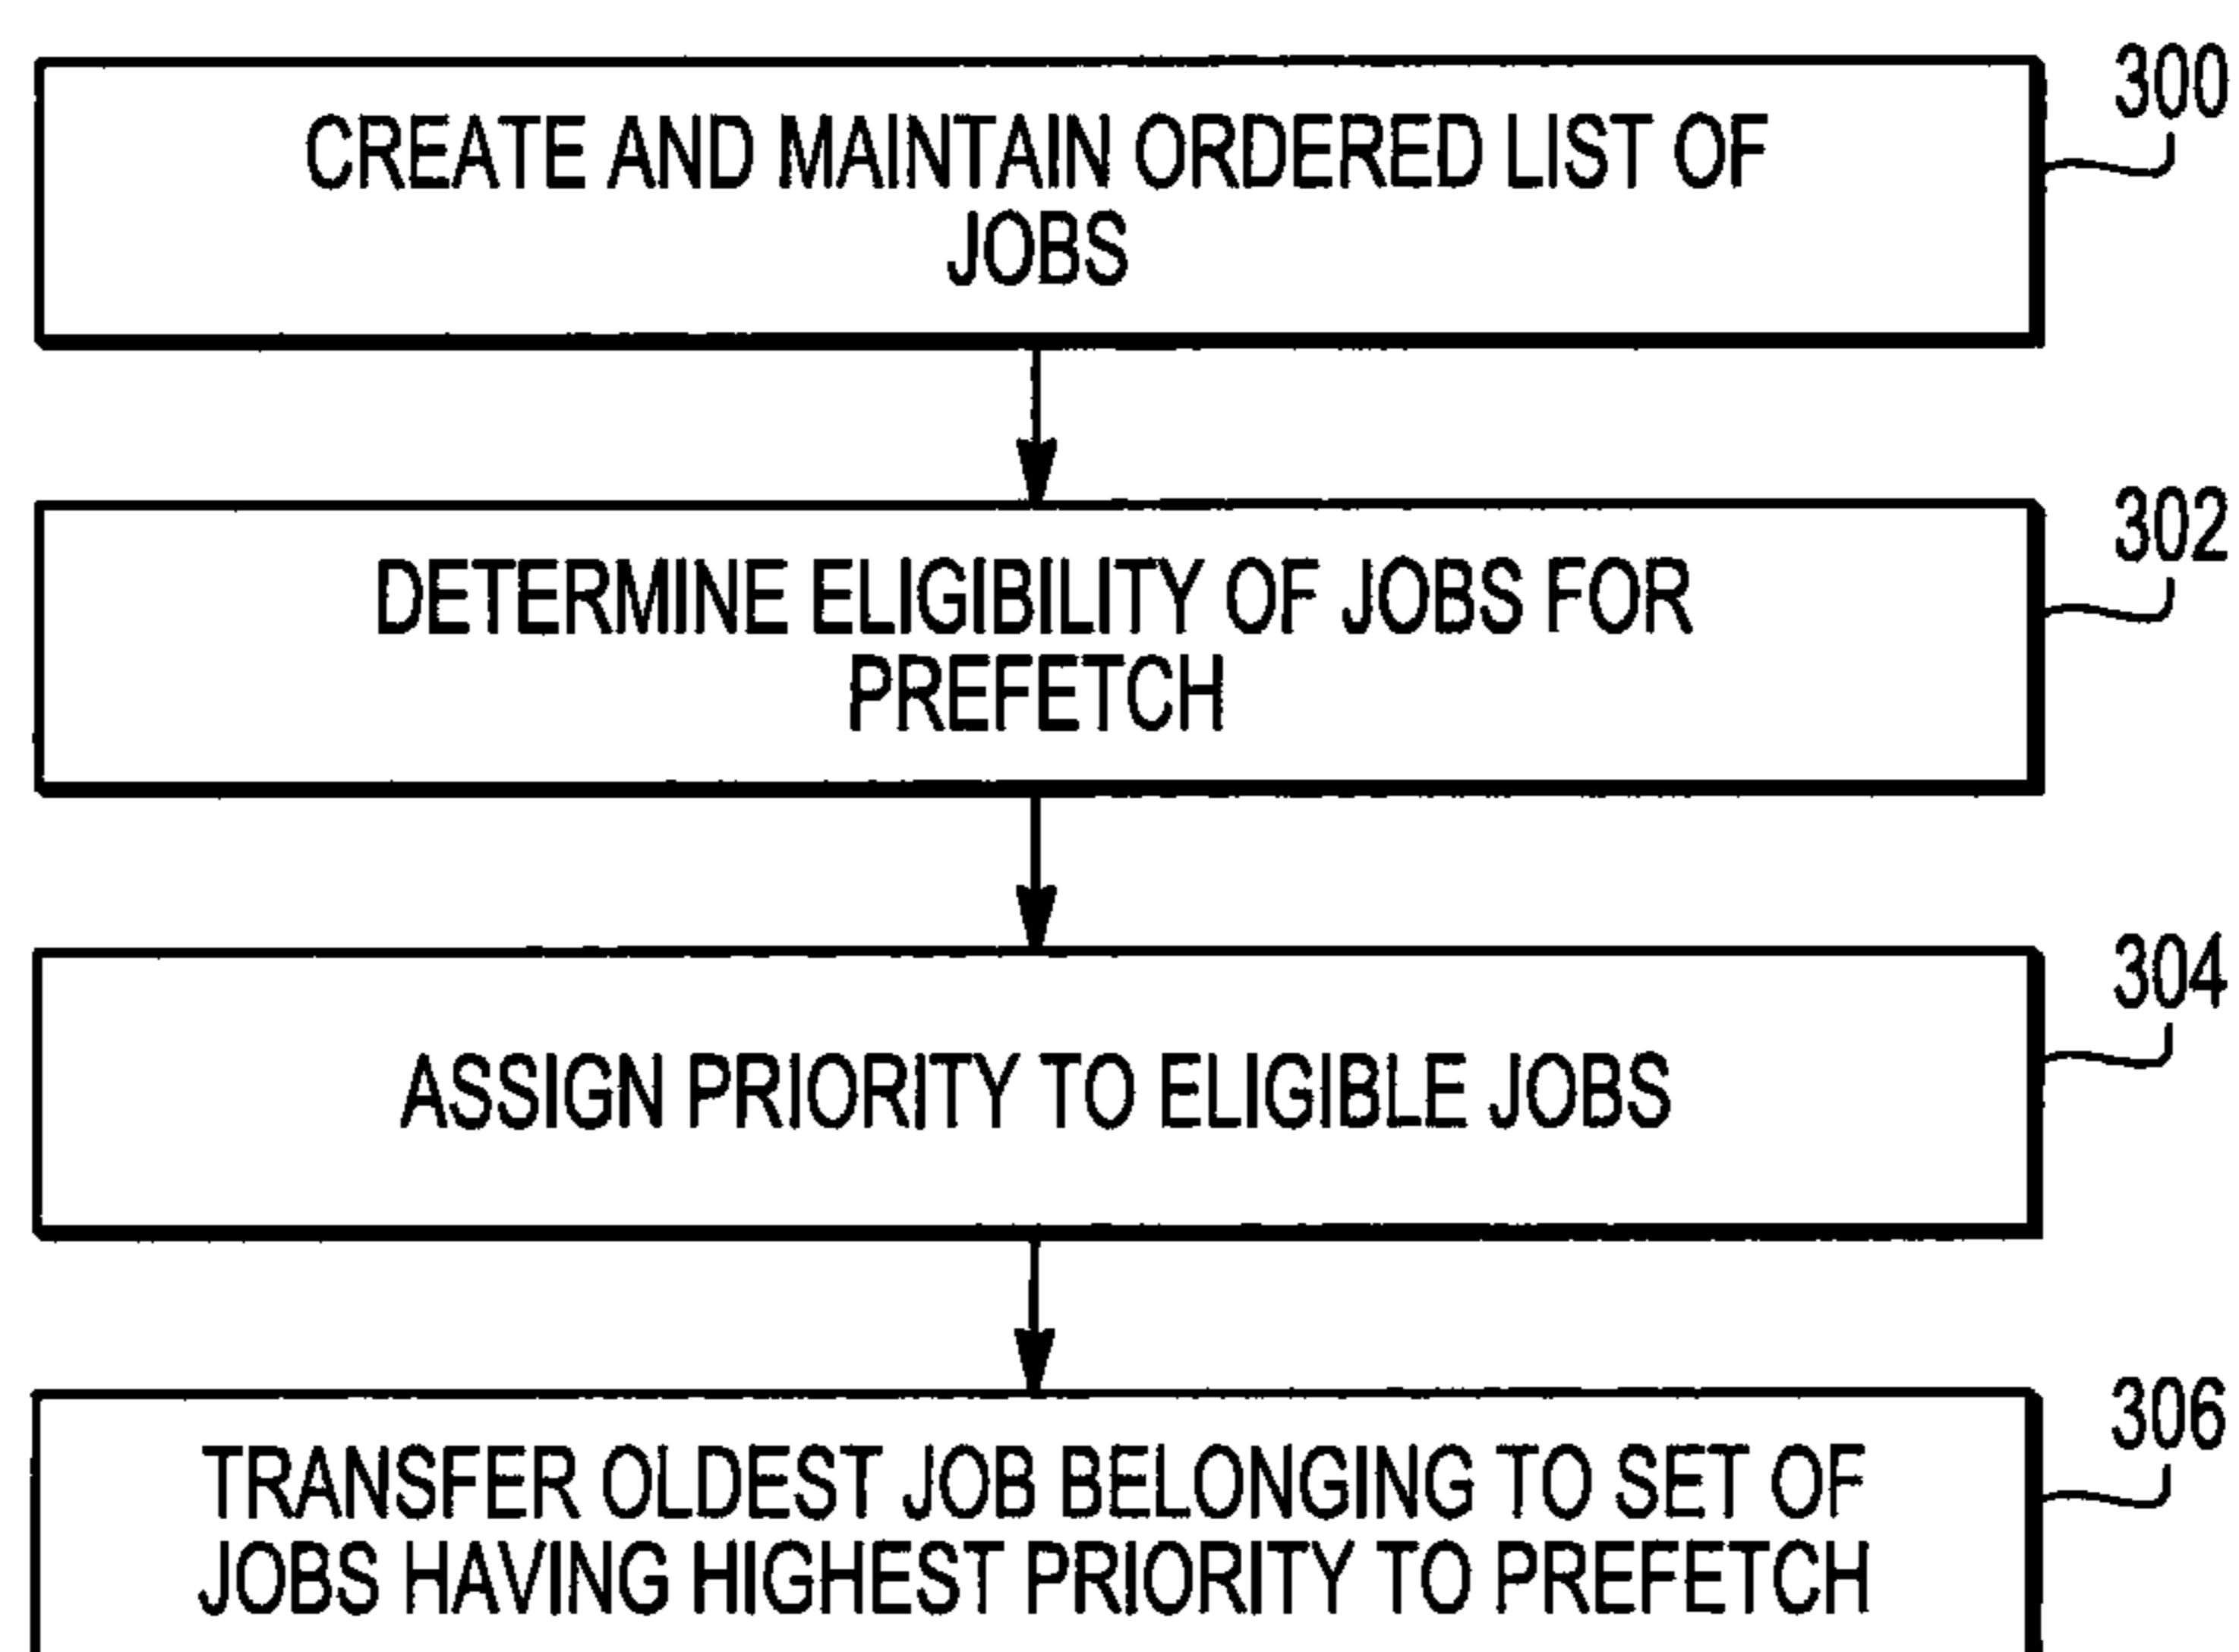 CREATE AND MAINTAIN ORDERED LIST OF
JOBS
300
DETERMINE ELIGIBILITY OF JOBS FOR
PREFETCH
302
ASSIGN PRIORITY TO ELIGIBLE JOBS
304
TRANSFER OLDEST JOB BELONGING TO SET OF
JOBS HAVING HIGHEST PRIORITY TO PREFETCH
306